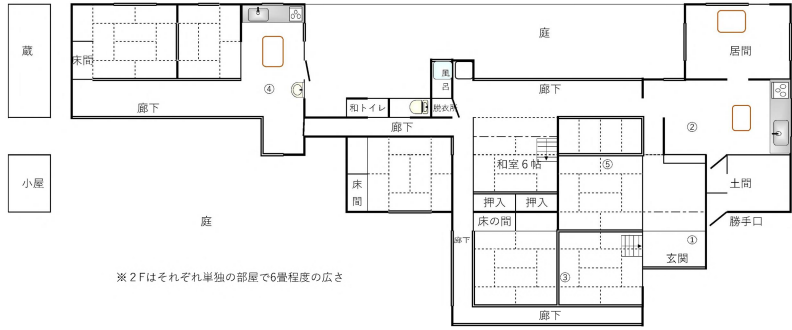 庭
蔵
居間
床間
風呂
④
廊下
廊下
和トイレ
脱衣所
廊下
②
和室６帖
⑤
小屋
床間
土間
押入
押入
庭
床の間
勝手口
廊下
①
玄関
③
※２Fはそれぞれ単独の部屋で6畳程度の広さ
廊下